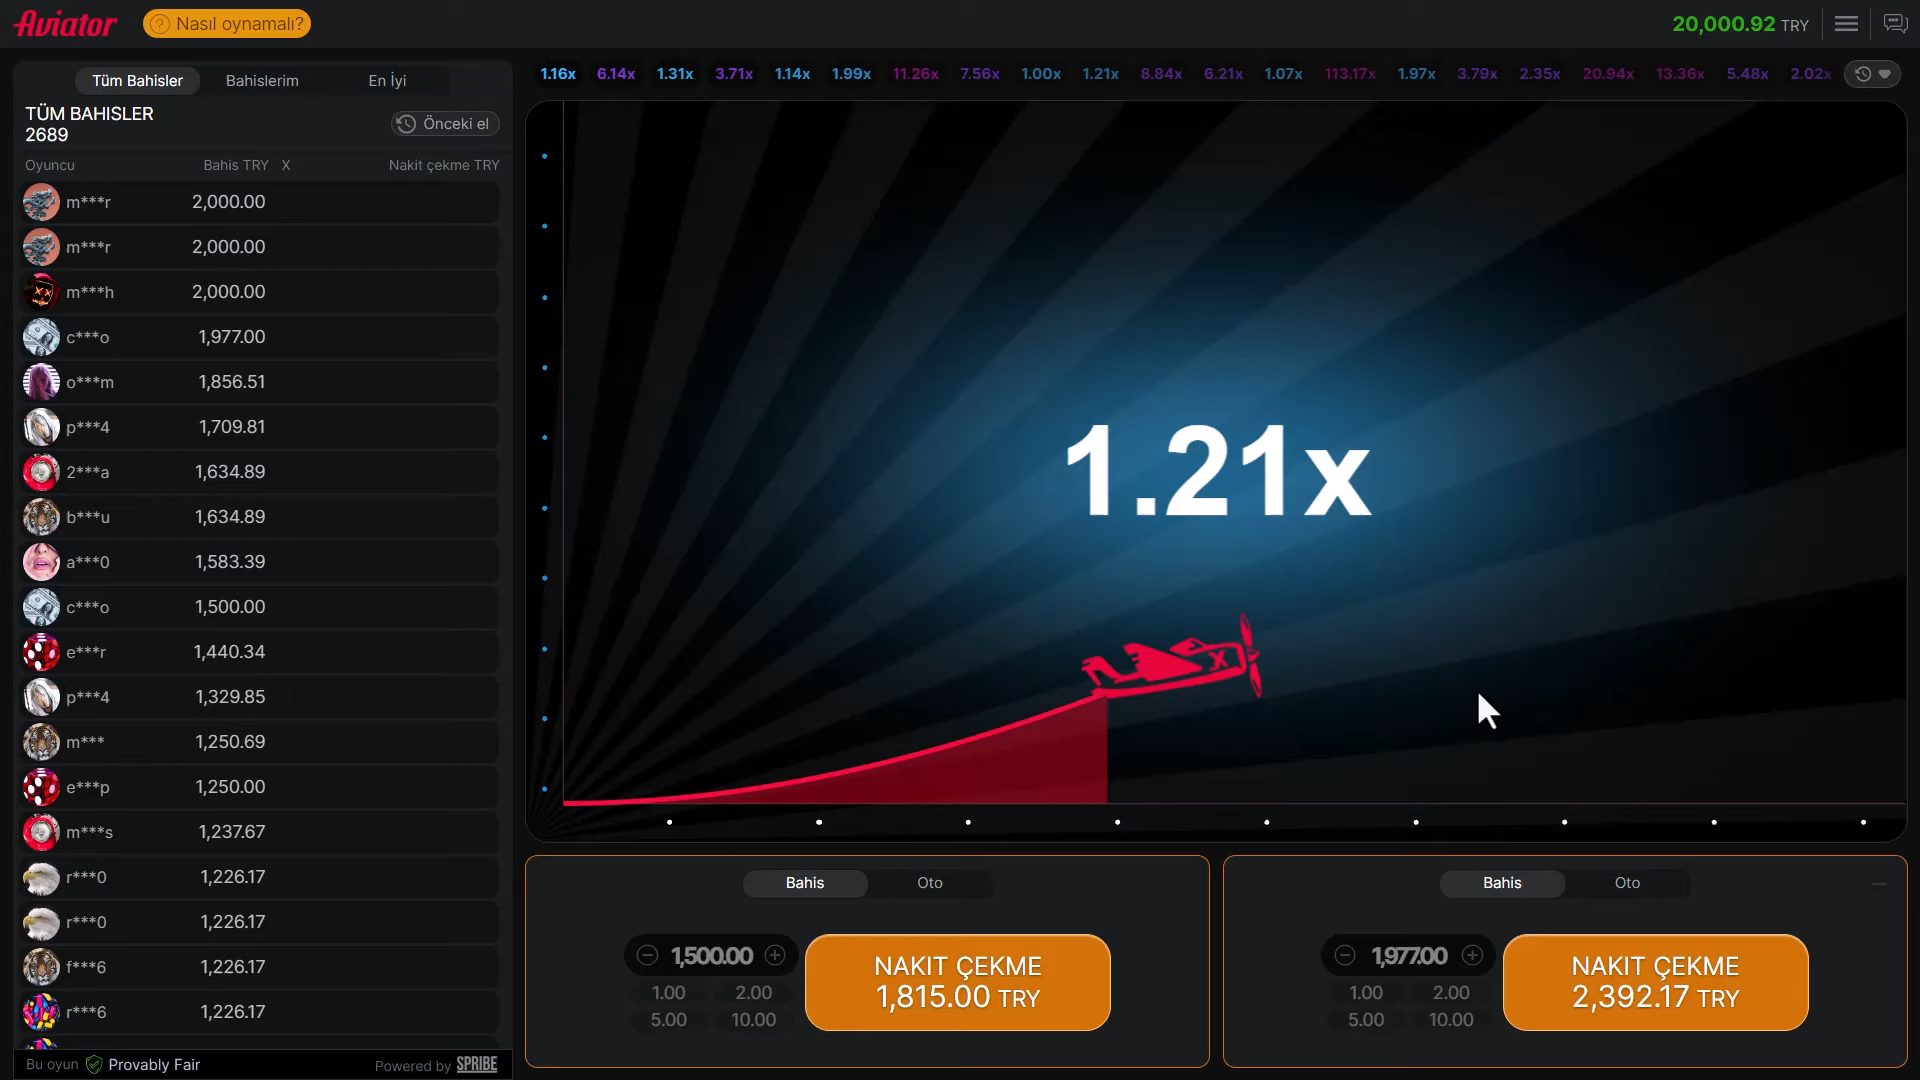 Aviator
Nasıl oynamalı?
20,000.92 TRY
Tüm Bahisler Bahislerim En İyi
1.16x 6.14x 1.31x 3.71x 1.14x 1.99x 11.26x 7.56x 1.00x 1.21x 8.84x 6.21x 1.07x 113.17x 1.97x 3.79x 2.35x 20.94x 13.36x 5.48x 2.02x
TÜM BAHISLER
2689
Önceki el
Oyuncu Bahis TRY X Nakit çekme TRY
m***r 2,000.00
m***r 2,000.00
m***h 2,000.00
c***o 1,977.00
o***m 1,856.51
p***4 1,709.81
2***a 1,634.89
b***u 1,634.89
a***0 1,583.39
c***o 1,500.00
e***r 1,440.34
p***4 1,329.85
m*** 1,250.69
e***p 1,250.00
m***s 1,237.67
r***0 1,226.17
r***0 1,226.17
f***6 1,226.17
r***6 1,226.17
Bu oyun Provably Fair Powered by SPRIBE
1.21x
X
Bahis Oto
1,500.00
1.00 2.00
5.00 10.00
NAKIT ÇEKME
1,815.00 TRY
Bahis Oto
1,977.00
1.00 2.00
5.00 10.00
NAKIT ÇEKME
2,392.17 TRY